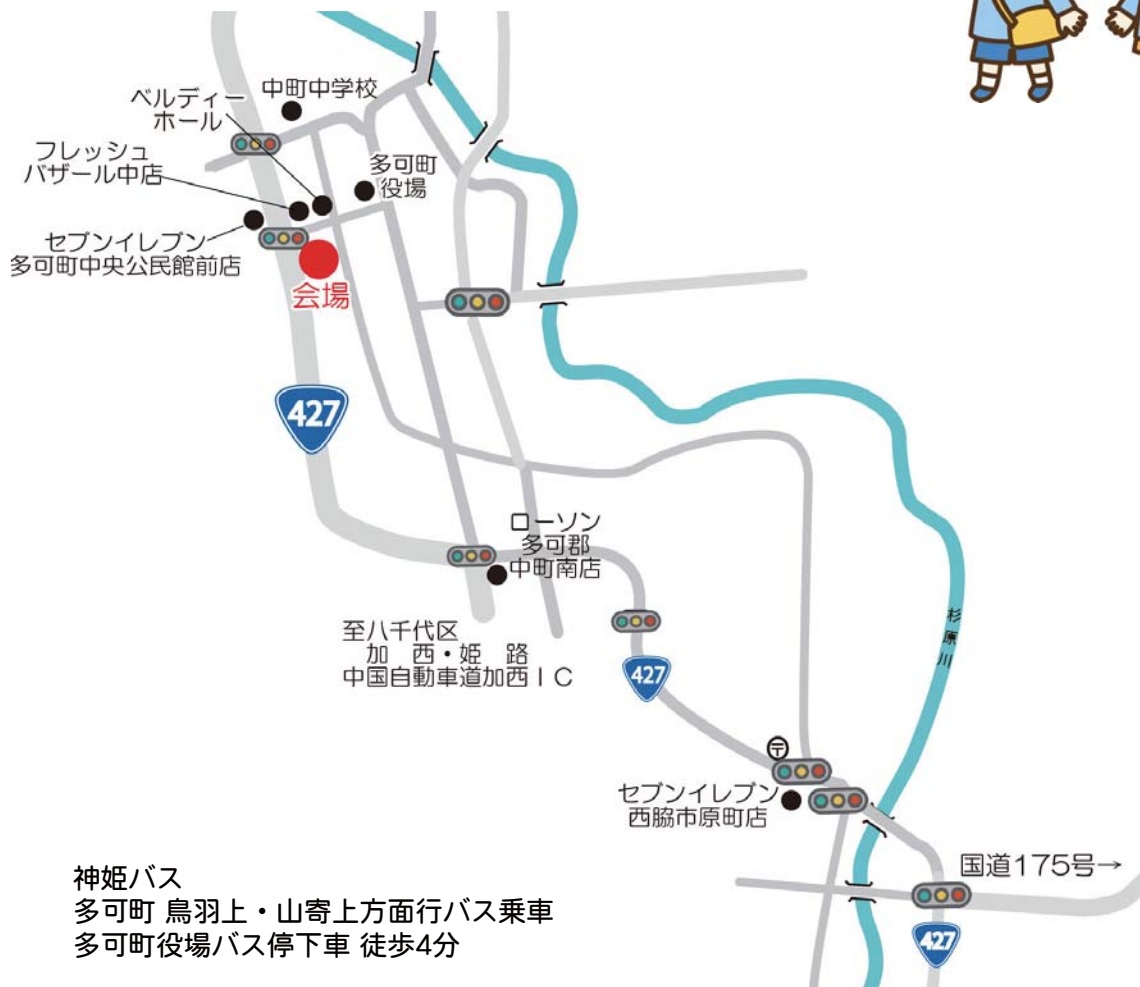 中町中学校
ベルディー
ホール
フレッシュ
バザール中店
多可町
役場
セブンイレブン
多可町中央公民館前店
会場
427
ローソン
多可郡
中町南店
至八千代区
加　西・姫　路
中国自動車道加西ＩＣ
杉原川
427
〒
セブンイレブン
西脇市原町店
国道175号→
427
神姫バス
多可町 鳥羽上・山寄上方面行バス乗車
多可町役場バス停下車 徒歩4分